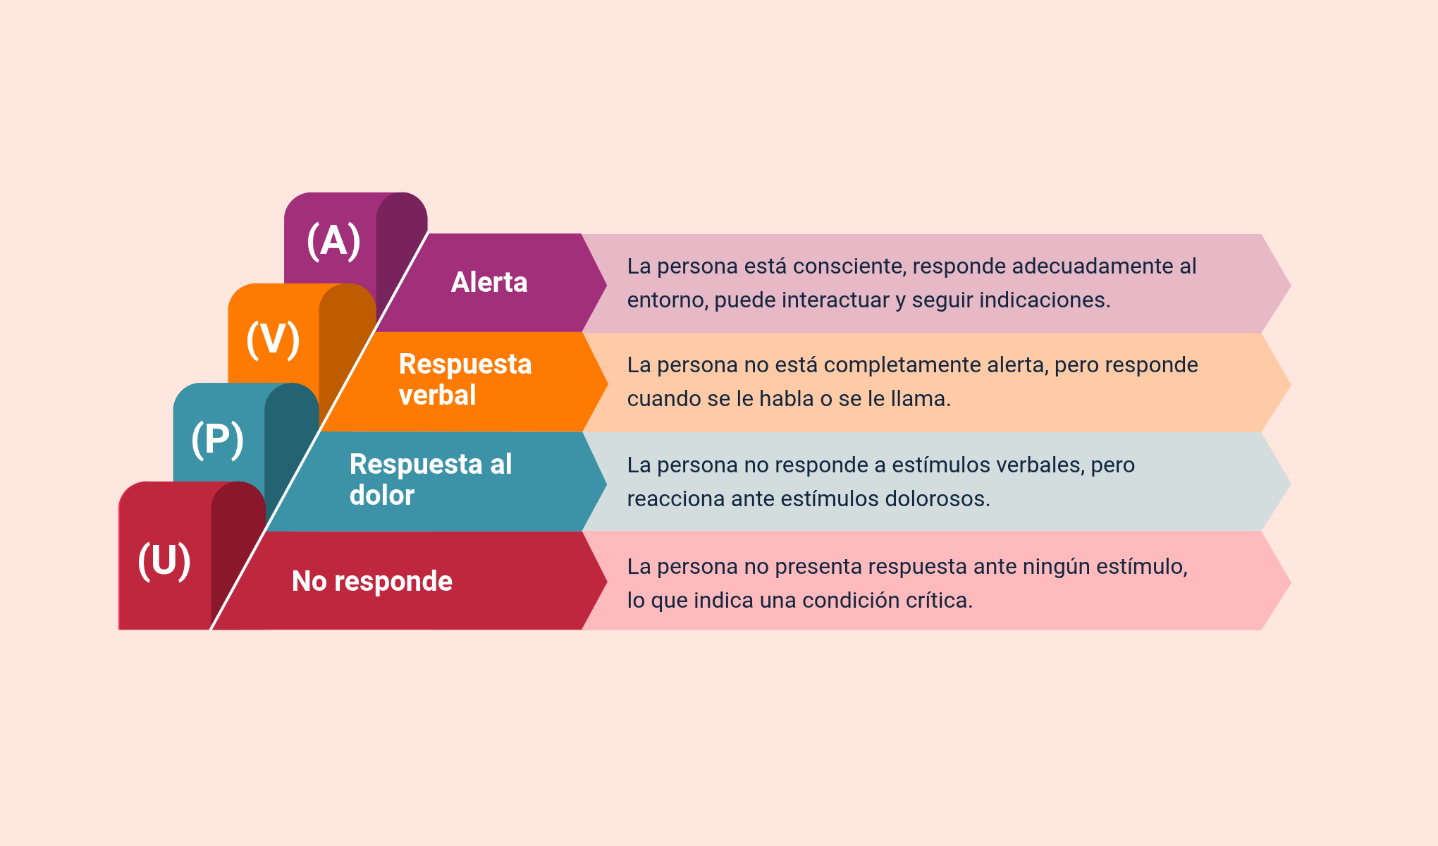 (A)
Alerta
La persona está consciente, responde adecuadamente al
entorno, puede interactuar y seguir indicaciones.
(V)
Respuesta
verbal
La persona no está completamente alerta, pero responde
cuando se le habla o se le llama.
(P)
Respuesta al
dolor
La persona no responde a estímulos verbales, pero
reacciona ante estímulos dolorosos.
(U)
No responde
La persona no presenta respuesta ante ningún estímulo,
lo que indica una condición crítica.